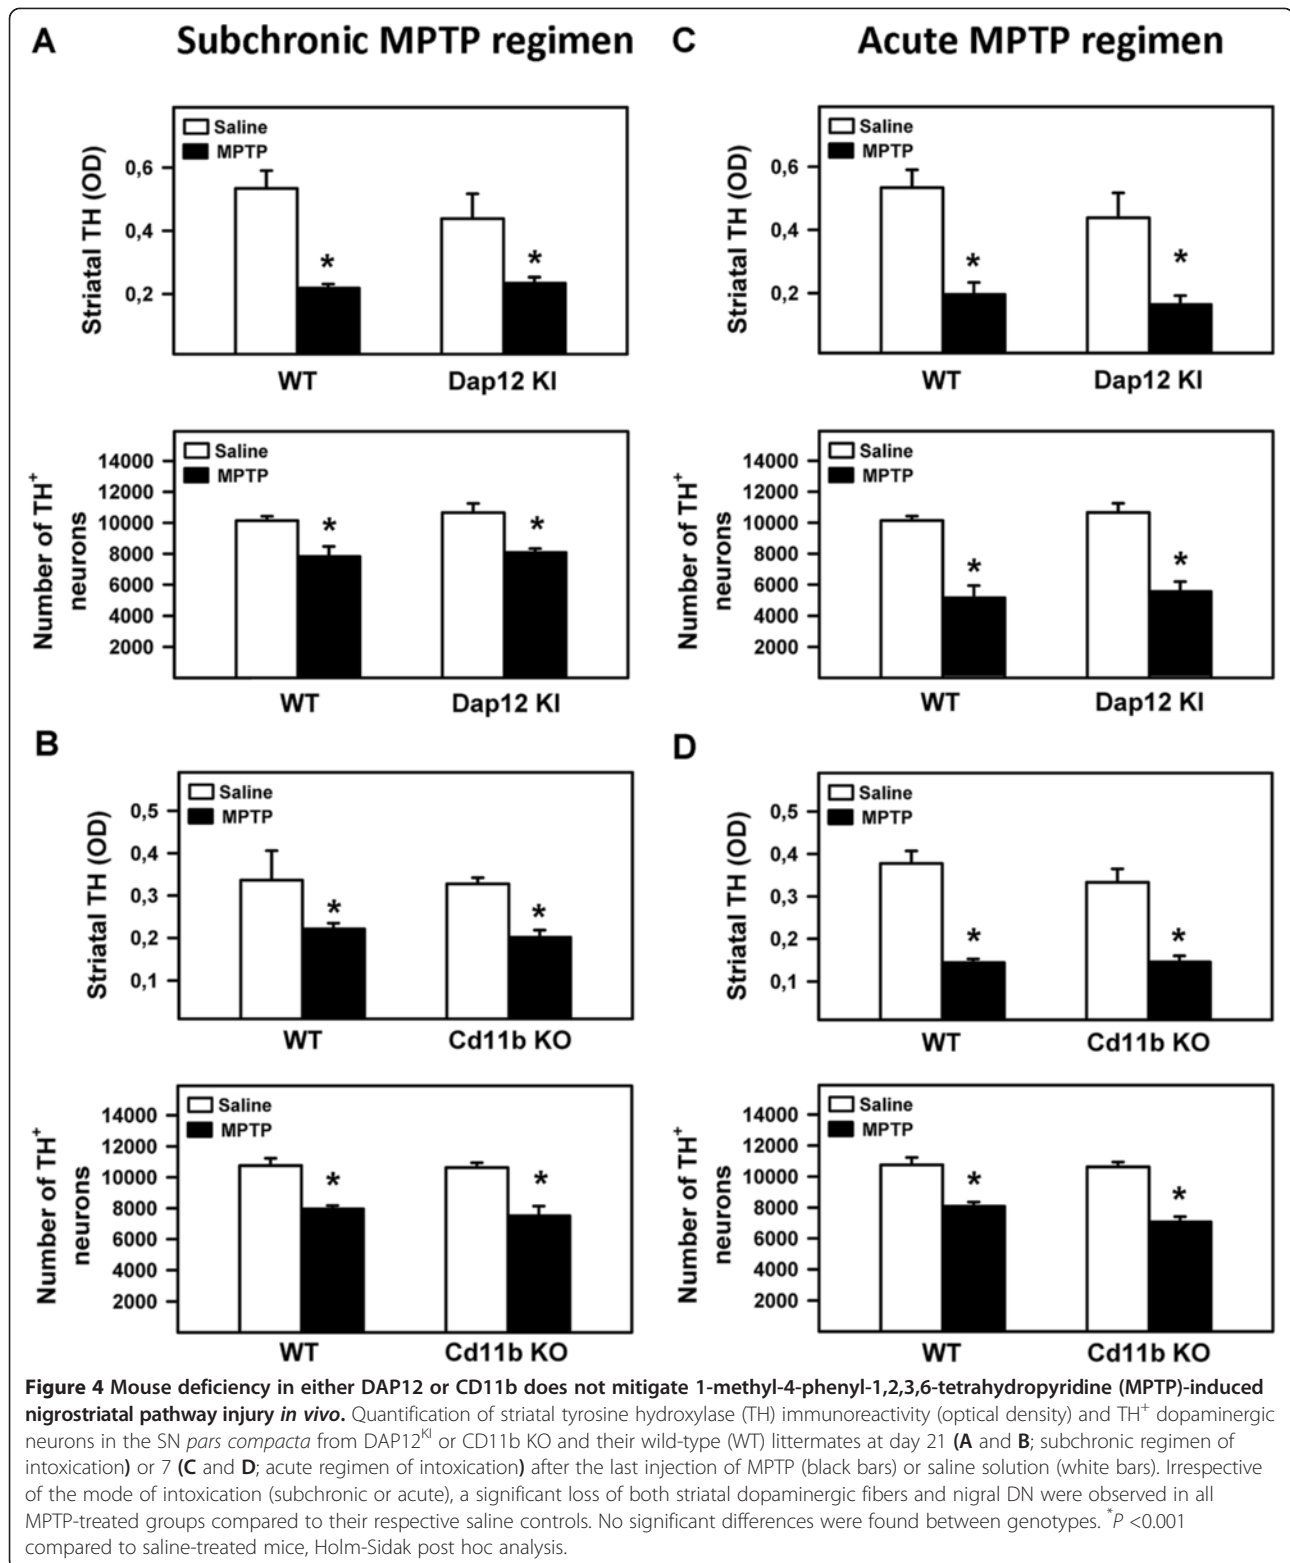 A Subchronic MPTP regimen
Saline
MPTP
Striatal TH (OD)
0,6
0,4
0,2
*
*
WT
Dap12 KI
Saline
MPTP
Number of TH+
neurons
14000
12000
10000
8000
6000
4000
2000
*
*
WT
Dap12 KI
B
Saline
MPTP
Striatal TH (OD)
0,5
0,4
0,3
0,2
0,1
*
*
WT
Cd11b KO
Saline
MPTP
Number of TH+
neurons
14000
12000
10000
8000
6000
4000
2000
*
*
WT
Cd11b KO
C Acute MPTP regimen
Saline
MPTP
Striatal TH (OD)
0,6
0,4
0,2
*
*
WT
Dap12 KI
Saline
MPTP
Number of TH+
neurons
14000
12000
10000
8000
6000
4000
2000
*
*
WT
Dap12 KI
D
Saline
MPTP
Striatal TH (OD)
0,5
0,4
0,3
0,2
0,1
*
*
WT
Cd11b KO
Saline
MPTP
Number of TH+
neurons
14000
12000
10000
8000
6000
4000
2000
*
*
WT
Cd11b KO
Figure 4 Mouse deficiency in either DAP12 or CD11b does not mitigate 1-methyl-4-phenyl-1,2,3,6-tetrahydropyridine (MPTP)-induced
nigrostriatal pathway injury in vivo. Quantification of striatal tyrosine hydroxylase (TH) immunoreactivity (optical density) and TH+ dopaminergic
neurons in the SN pars compacta from DAP12KI or CD11b KO and their wild-type (WT) littermates at day 21 (A and B; subchronic regimen of
intoxication) or 7 (C and D; acute regimen of intoxication) after the last injection of MPTP (black bars) or saline solution (white bars). Irrespective
of the mode of intoxication (subchronic or acute), a significant loss of both striatal dopaminergic fibers and nigral DN were observed in all
MPTP-treated groups compared to their respective saline controls. No significant differences were found between genotypes. *P <0.001
compared to saline-treated mice, Holm-Sidak post hoc analysis.